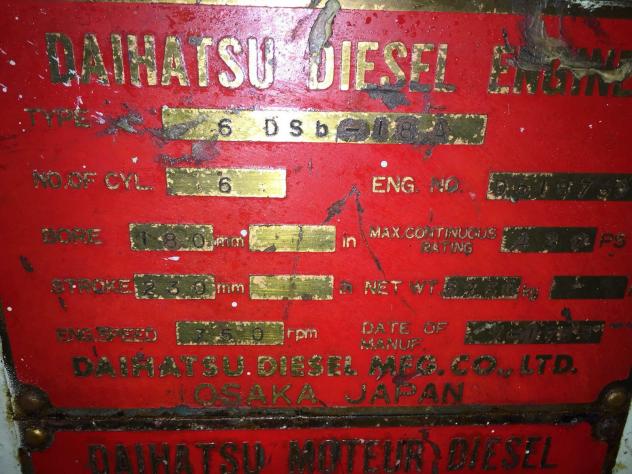 DAIHATSU DIESEL ENGINE
TYPE 6 DSb-18A
NO.OF CYL. 6 ENG. NO.
BORE 180 mm in MAX.CONTINUOUS RATING PS
STROKE 230 mm in NET WT. kg
ENG.SPEED 750 rpm DATE OF MANUF.
DAIHATSU DIESEL MFG.CO., LTD.
OSAKA JAPAN
DAIHATSU MOTEUR DIESEL